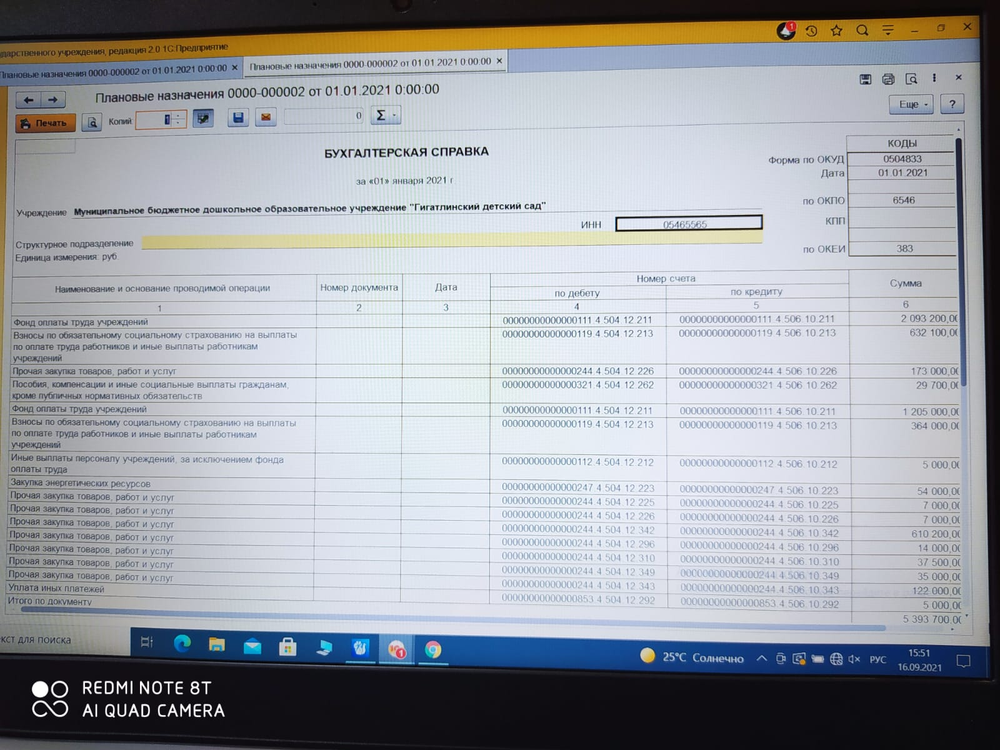 дарственного учреждения, редакция 2.0 1С:Предприятие
1
Плановые назначения 0000-000002 от 01.01.2021 0:00:00 ×
Плановые назначения 0000-000002 от 01.01.2021 0:00:00 ×
Плановые назначения 0000-000002 от 01.01.2021 0:00:00
Печать
Копий: 1
0
Σ
Еще
?
БУХГАЛТЕРСКАЯ СПРАВКА
за «01» января 2021 г
КОДЫ
Форма по ОКУД 0504833
Дата 01.01.2021
по ОКПО 6546
КПП
по ОКЕИ 383
Учреждение Муниципальное бюджетное дошкольное образовательное учреждение "Гигатлинский детский сад"
ИНН 05465565
Структурное подразделение
Единица измерения: руб.
Наименование и основание проводимой операции Номер документа Дата Номер счета Сумма
по дебету по кредиту
1 2 3 4 5 6
Фонд оплаты труда учреждений 00000000000000111.4.504.12.211 00000000000000111.4.506.10.211 2 093 200,00
Взносы по обязательному социальному страхованию на выплаты 00000000000000119.4.504.12.213 00000000000000119.4.506.10.213 632 100,00
по оплате труда работников и иные выплаты работникам
учреждений
Прочая закупка товаров, работ и услуг 00000000000000244.4.504.12.226 00000000000000244.4.506.10.226 173 000,00
Пособия, компенсации и иные социальные выплаты гражданам, 00000000000000321.4.504.12.262 00000000000000321.4.506.10.262 29 700,00
кроме публичных нормативных обязательств
Фонд оплаты труда учреждений 00000000000000111.4.504.12.211 00000000000000111.4.506.10.211 1 205 000,00
Взносы по обязательному социальному страхованию на выплаты 00000000000000119.4.504.12.213 00000000000000119.4.506.10.213 364 000,00
по оплате труда работников и иные выплаты работникам
учреждений
Иные выплаты персоналу учреждений, за исключением фонда 00000000000000112.4.504.12.212 00000000000000112.4.506.10.212 5 000,00
оплаты труда
Закупка энергетических ресурсов 00000000000000247.4.504.12.223 00000000000000247.4.506.10.223 54 000,00
Прочая закупка товаров, работ и услуг 00000000000000244.4.504.12.225 00000000000000244.4.506.10.225 7 000,00
Прочая закупка товаров, работ и услуг 00000000000000244.4.504.12.226 00000000000000244.4.506.10.226 7 000,00
Прочая закупка товаров, работ и услуг 00000000000000244.4.504.12.342 00000000000000244.4.506.10.342 610 200,00
Прочая закупка товаров, работ и услуг 00000000000000244.4.504.12.296 00000000000000244.4.506.10.296 14 000,00
Прочая закупка товаров, работ и услуг 00000000000000244.4.504.12.310 00000000000000244.4.506.10.310 37 500,00
Прочая закупка товаров, работ и услуг 00000000000000244.4.504.12.349 00000000000000244.4.506.10.349 35 000,00
Прочая закупка товаров, работ и услуг 00000000000000244.4.504.12.343 00000000000000244.4.506.10.343 122 000,00
Уплата иных платежей 00000000000000853.4.504.12.292 00000000000000853.4.506.10.292 5 000,00
Итого по документу 5 393 700,00
кст для поиска
1
25°C Солнечно
РУС
15:51
16.09.2021
REDMI NOTE 8T
AI QUAD CAMERA